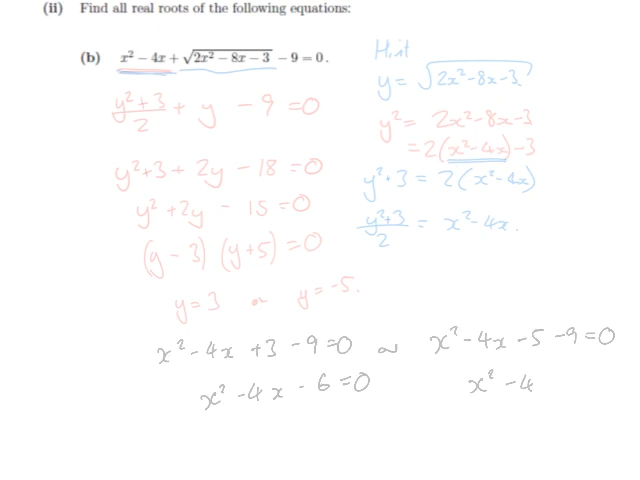 (ii) Find all real roots of the following equations:
(b) x² − 4x + √(2x² − 8x − 3) − 9 = 0.
Hint
y = √(2x²-8x-3)
(y²+3)/2 + y - 9 = 0
y² = 2x²-8x-3
= 2(x²-4x)-3
y²+3 + 2y - 18 = 0
y²+3 = 2(x²-4x)
y² + 2y - 15 = 0
(y²+3)/2 = x²-4x.
(y - 3) (y+5) = 0
y = 3 or y = -5.
x² - 4x + 3 - 9 = 0 or x² - 4x - 5 - 9 = 0
x² - 4x - 6 = 0 x² - 4